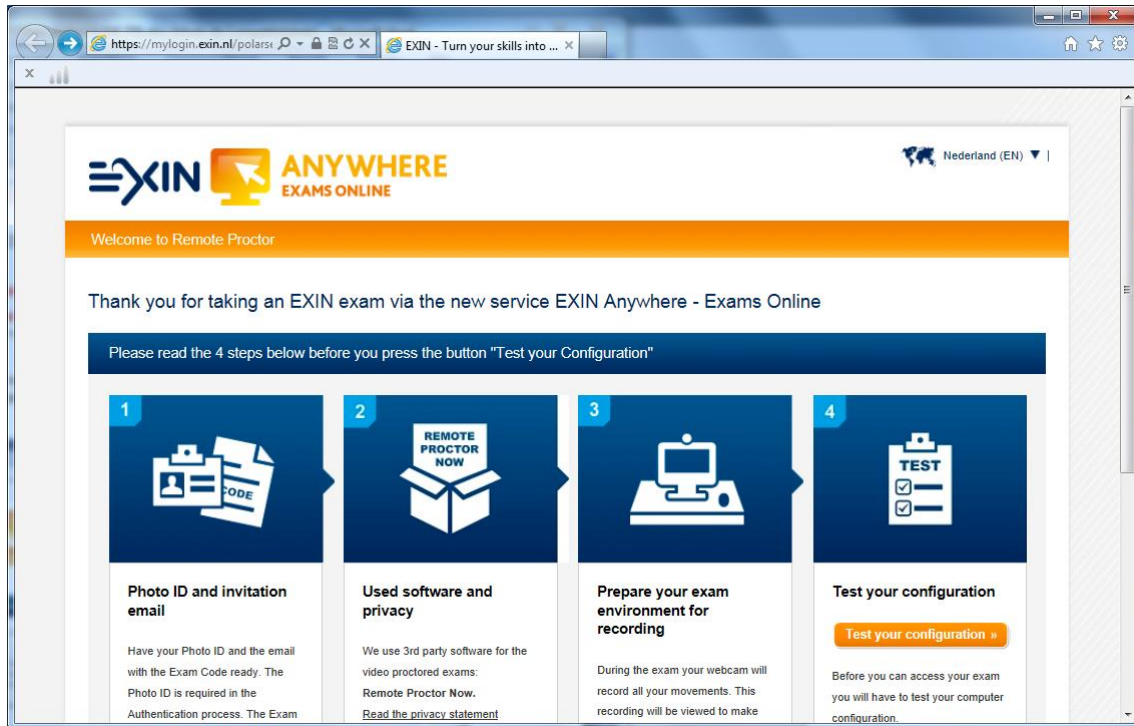 https://mylogin.exin.nl/polarse
EXIN - Turn your skills into ...
EXIN ANYWHERE
EXAMS ONLINE
Nederland (EN) ▼ |
Welcome to Remote Proctor
Thank you for taking an EXIN exam via the new service EXIN Anywhere - Exams Online
Please read the 4 steps below before you press the button "Test your Configuration"
1
CODE
Photo ID and invitation
email
Have your Photo ID and the email
with the Exam Code ready. The
Photo ID is required in the
Authentication process. The Exam
2
REMOTE
PROCTOR
NOW
Used software and
privacy
We use 3rd party software for the
video proctored exams:
Remote Proctor Now.
Read the privacy statement
3
Prepare your exam
environment for
recording
During the exam your webcam will
record all your movements. This
recording will be viewed to make
4
TEST
Test your configuration
Test your configuration »
Before you can access your exam
you will have to test your computer
configuration.